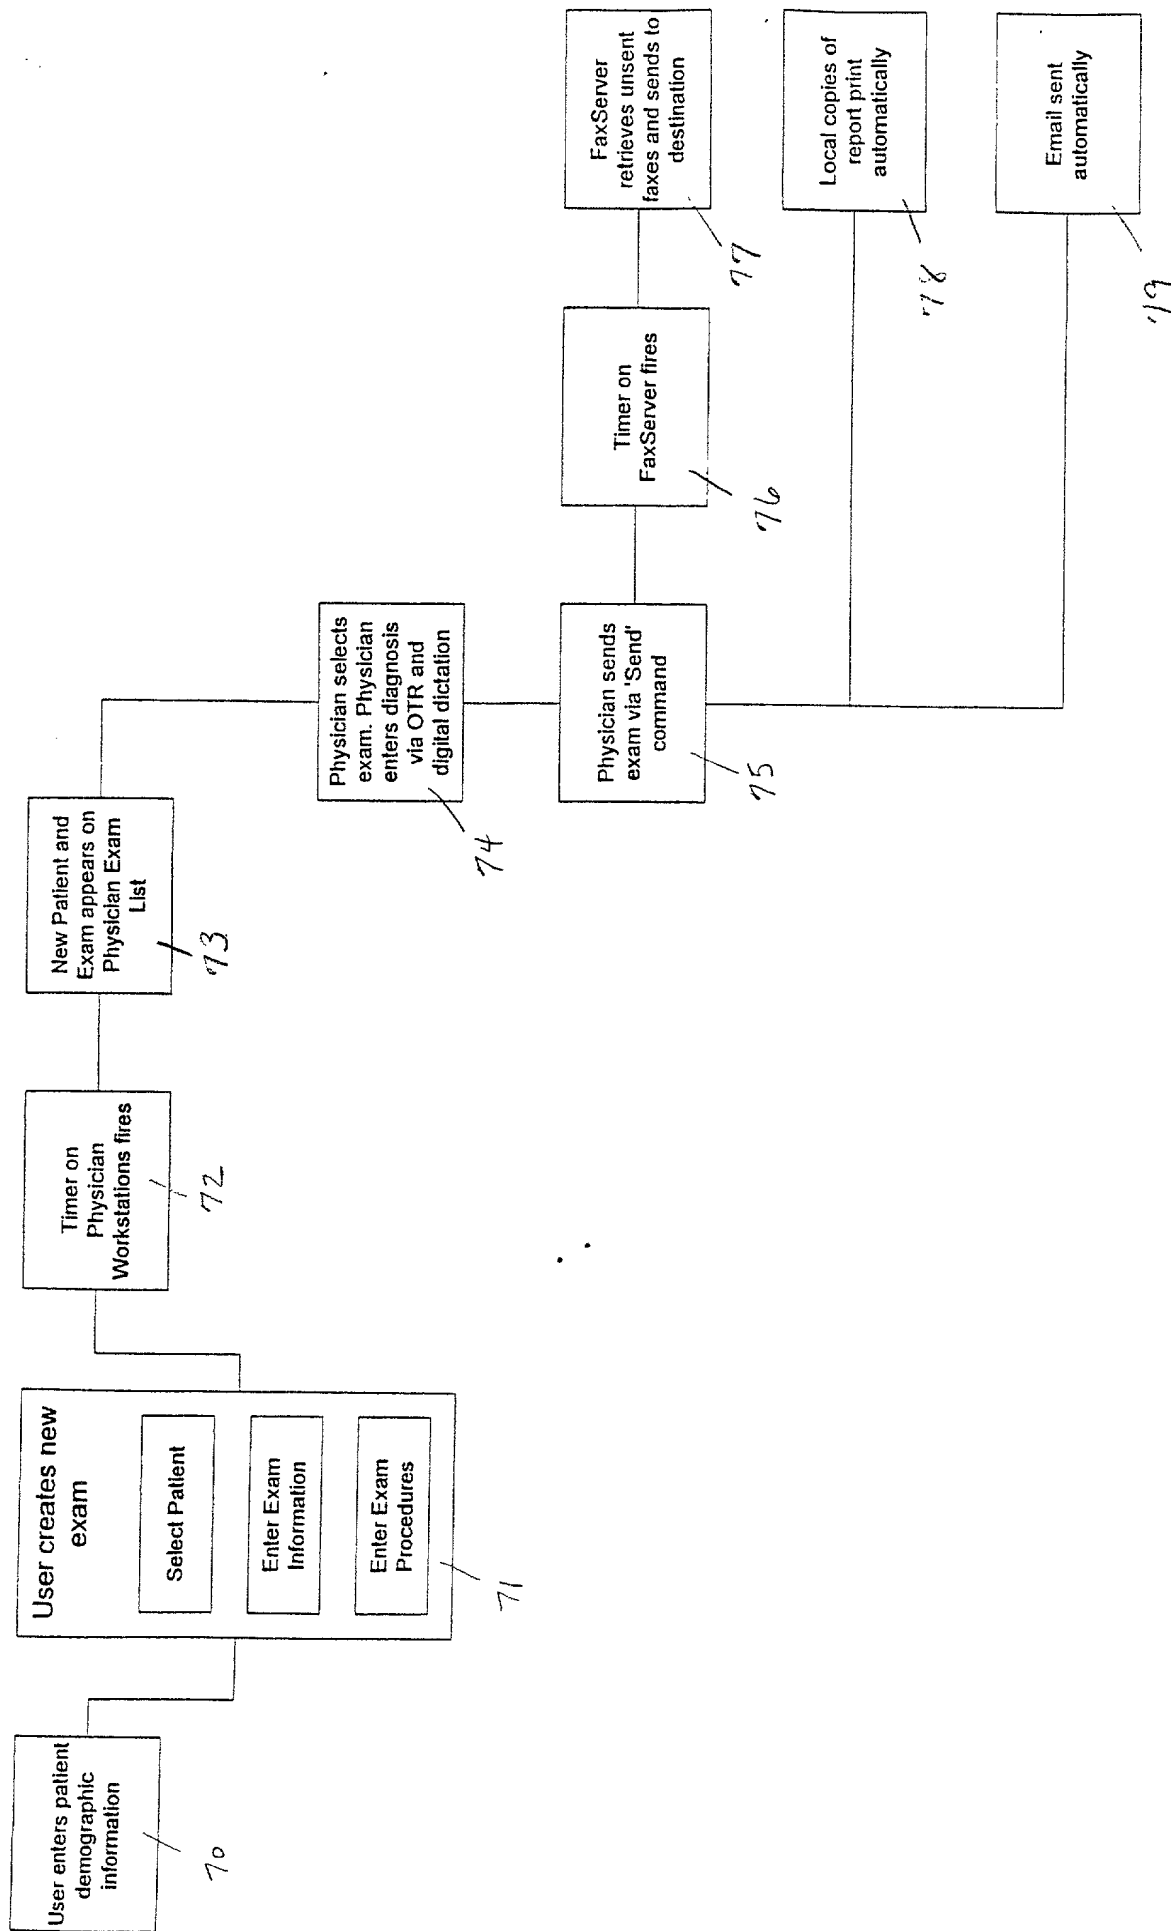 User enters patient
demographic
information
70
User creates new
exam
Select Patient
Enter Exam
Information
Enter Exam
Procedures
71
Timer on
Physician
Workstations fires
72
New Patient and
Exam appears on
Physician Exam
List
73
Physician selects
exam. Physician
enters diagnosis
via OTR and
digital dictation
74
Physician sends
exam via 'Send'
command
75
Timer on
FaxServer fires
76
FaxServer
retrieves unsent
faxes and sends to
destination
77
Local copies of
report print
automatically
78
Email sent
automatically
79